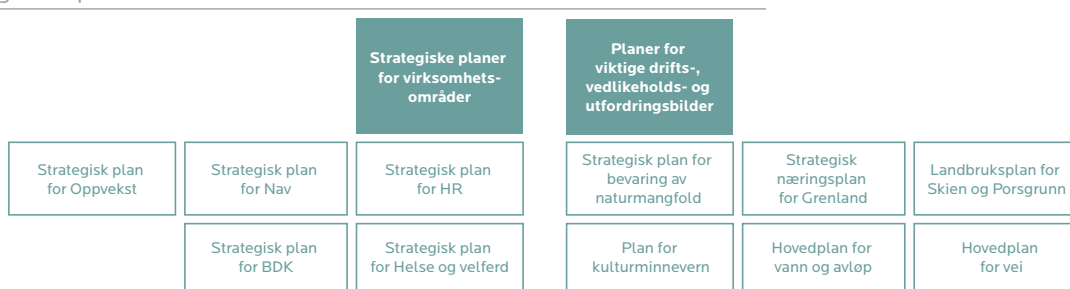 Strategiske planer
for virksomhets-
områder
Planer for
viktige drifts-,
vedlikeholds- og
utfordringsbilder
Strategisk plan
for Oppvekst
Strategisk plan
for Nav
Strategisk plan
for HR
Strategisk plan for
bevaring av
naturmangfold
Strategisk
næringsplan
for Grenland
Landbruksplan for
Skien og Porsgrunn
Strategisk plan
for BDK
Strategisk plan
for Helse og velferd
Plan for
kulturminnevern
Hovedplan for
vann og avløp
Hovedplan
for vei